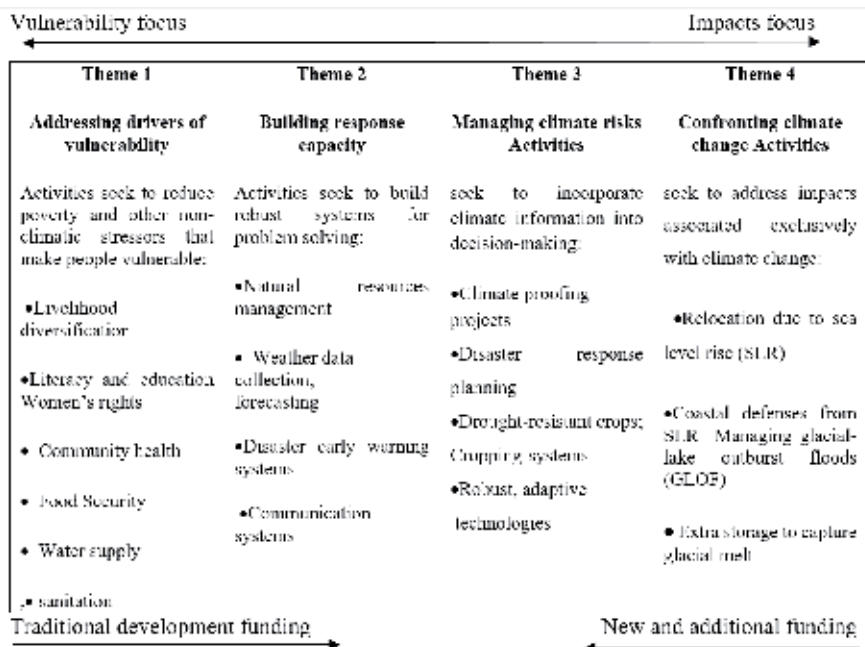 Vulnerability focus
Impacts focus
Theme 1
Addressing drivers of
vulnerability
Activities seek to reduce
poverty and other non-
climatic stressors that
make people vulnerable:
•Livelihood
diversification
•Literacy and education
Women's rights
• Community health
• Food Security
• Water supply
• sanitation
Theme 2
Building response
capacity
Activities seek to build
robust systems for
problem solving:
•Natural resources
management
• Weather data
collection,
forecasting
•Disaster early warning
systems
•Communication
systems
Theme 3
Managing climate risks
Activities
seek to incorporate
climate information into
decision-making:
•Climate proofing
projects
•Disaster response
planning
•Drought-resistant crops;
Cropping systems
•Robust, adaptive
technologies
Theme 4
Confronting climate
change Activities
seek to address impacts
associated exclusively
with climate change:
•Relocation due to sea
level rise (SLR)
•Coastal defenses from
SLR Managing glacial-
lake outburst floods
(GLOF)
• Extra storage to capture
glacial melt
Traditional development funding
New and additional funding